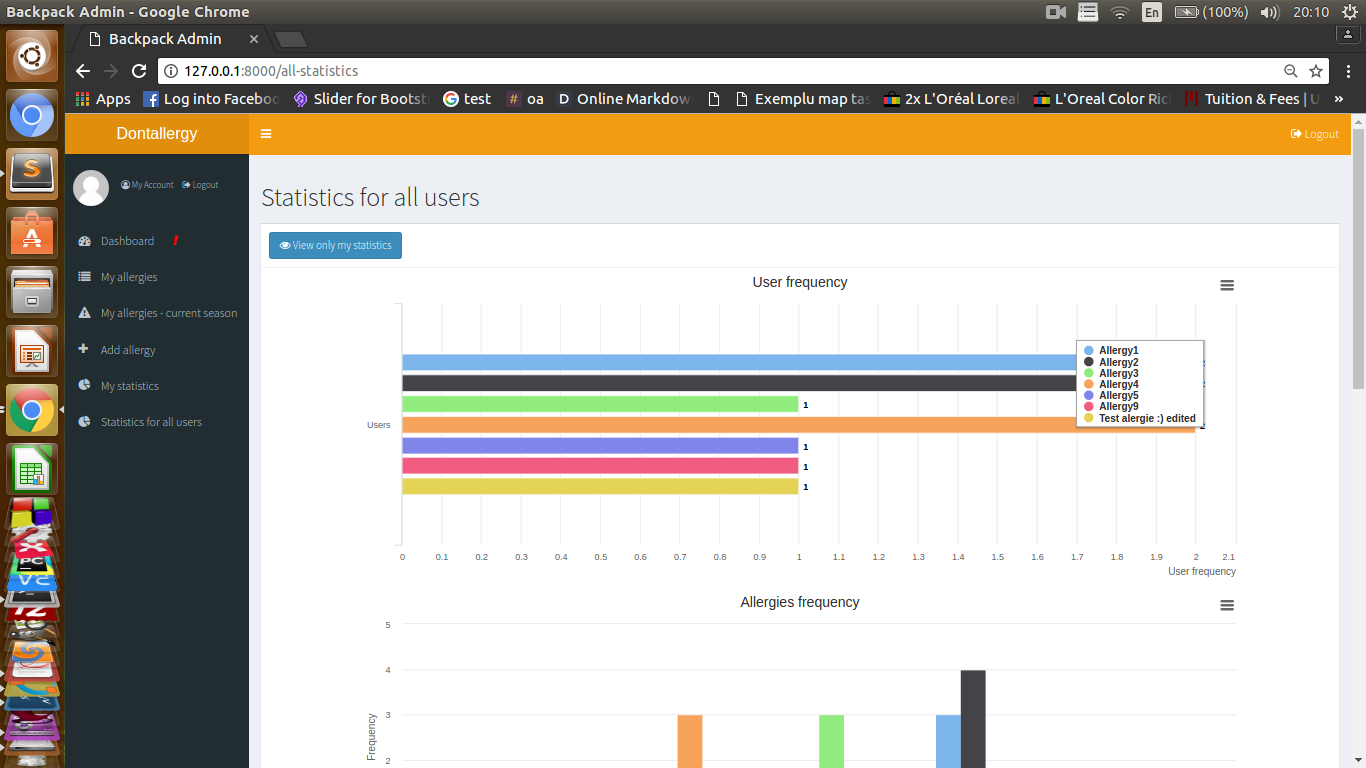 Backpack Admin - Google Chrome
En
(100%)
20:10
Backpack Admin
127.0.0.1:8000/all-statistics
Apps
Log into Faceboo
Slider for Bootst
test
oa
Online Markdow
Exemplu map tas
2x L'Oréal Loreal
L'Oreal Color Ric
Tuition & Fees | U
Dontallergy
Logout
My Account
Logout
Dashboard
!
My allergies
My allergies - current season
Add allergy
My statistics
Statistics for all users
Statistics for all users
View only my statistics
User frequency
Allergy1
Allergy2
Allergy3
Allergy4
Allergy5
Allergy9
Test alergie :) edited
1
Users
1
1
1
0 0.1 0.2 0.3 0.4 0.5 0.6 0.7 0.8 0.9 1 1.1 1.2 1.3 1.4 1.5 1.6 1.7 1.8 1.9 2 2.1
User frequency
Allergies frequency
5
4
3
2
Frequency